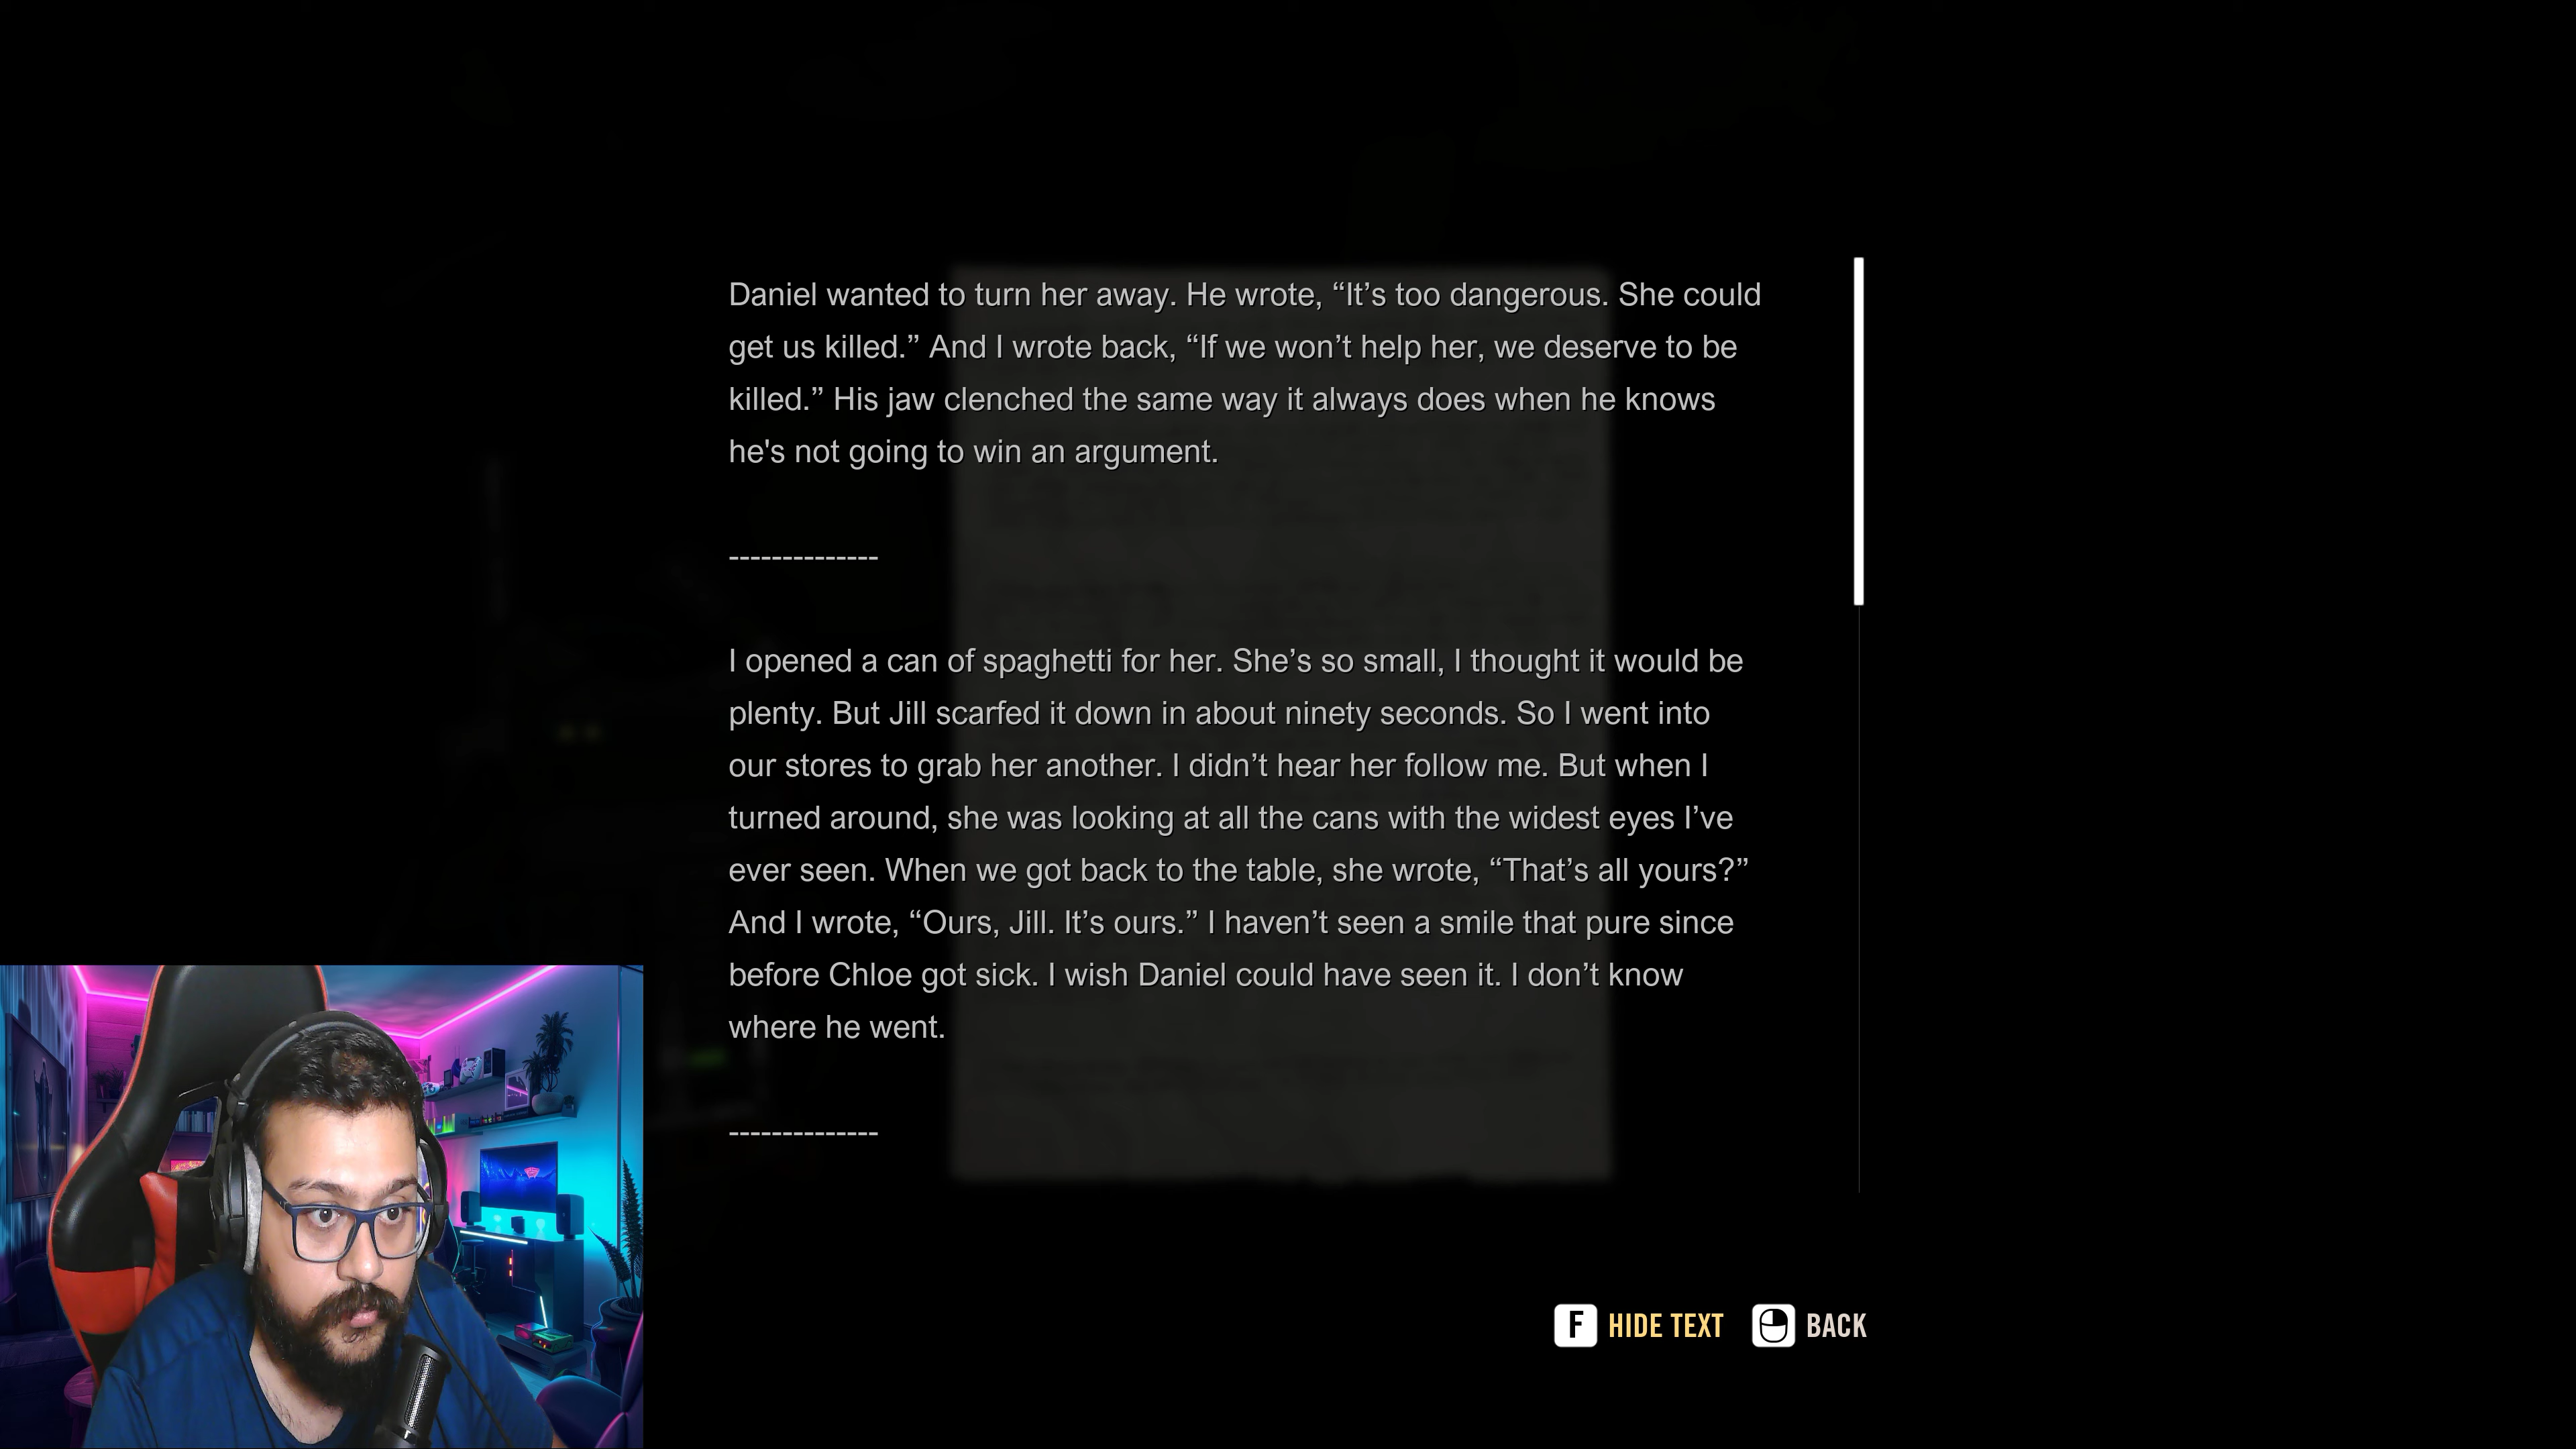 Daniel wanted to turn her away. He wrote, “It’s too dangerous. She could
get us killed.” And I wrote back, “If we won’t help her, we deserve to be
killed.” His jaw clenched the same way it always does when he knows
he's not going to win an argument.
--------------
I opened a can of spaghetti for her. She’s so small, I thought it would be
plenty. But Jill scarfed it down in about ninety seconds. So I went into
our stores to grab her another. I didn’t hear her follow me. But when I
turned around, she was looking at all the cans with the widest eyes I’ve
ever seen. When we got back to the table, she wrote, “That’s all yours?”
And I wrote, “Ours, Jill. It’s ours.” I haven’t seen a smile that pure since
before Chloe got sick. I wish Daniel could have seen it. I don’t know
where he went.
--------------
F HIDE TEXT BACK